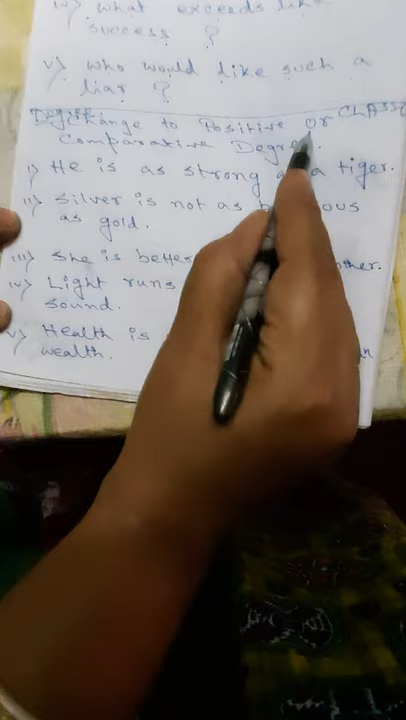 iv) What exceeds like
success ?
v) Who would like such a
liar ?
Degree CLASS
Change to Positive or
Comparative Degree.
i) He is as strong a tiger.
ii) Silver is not as
as gold.
iii) She is
iv) Light runs
sound.
v) Health is
wealth.